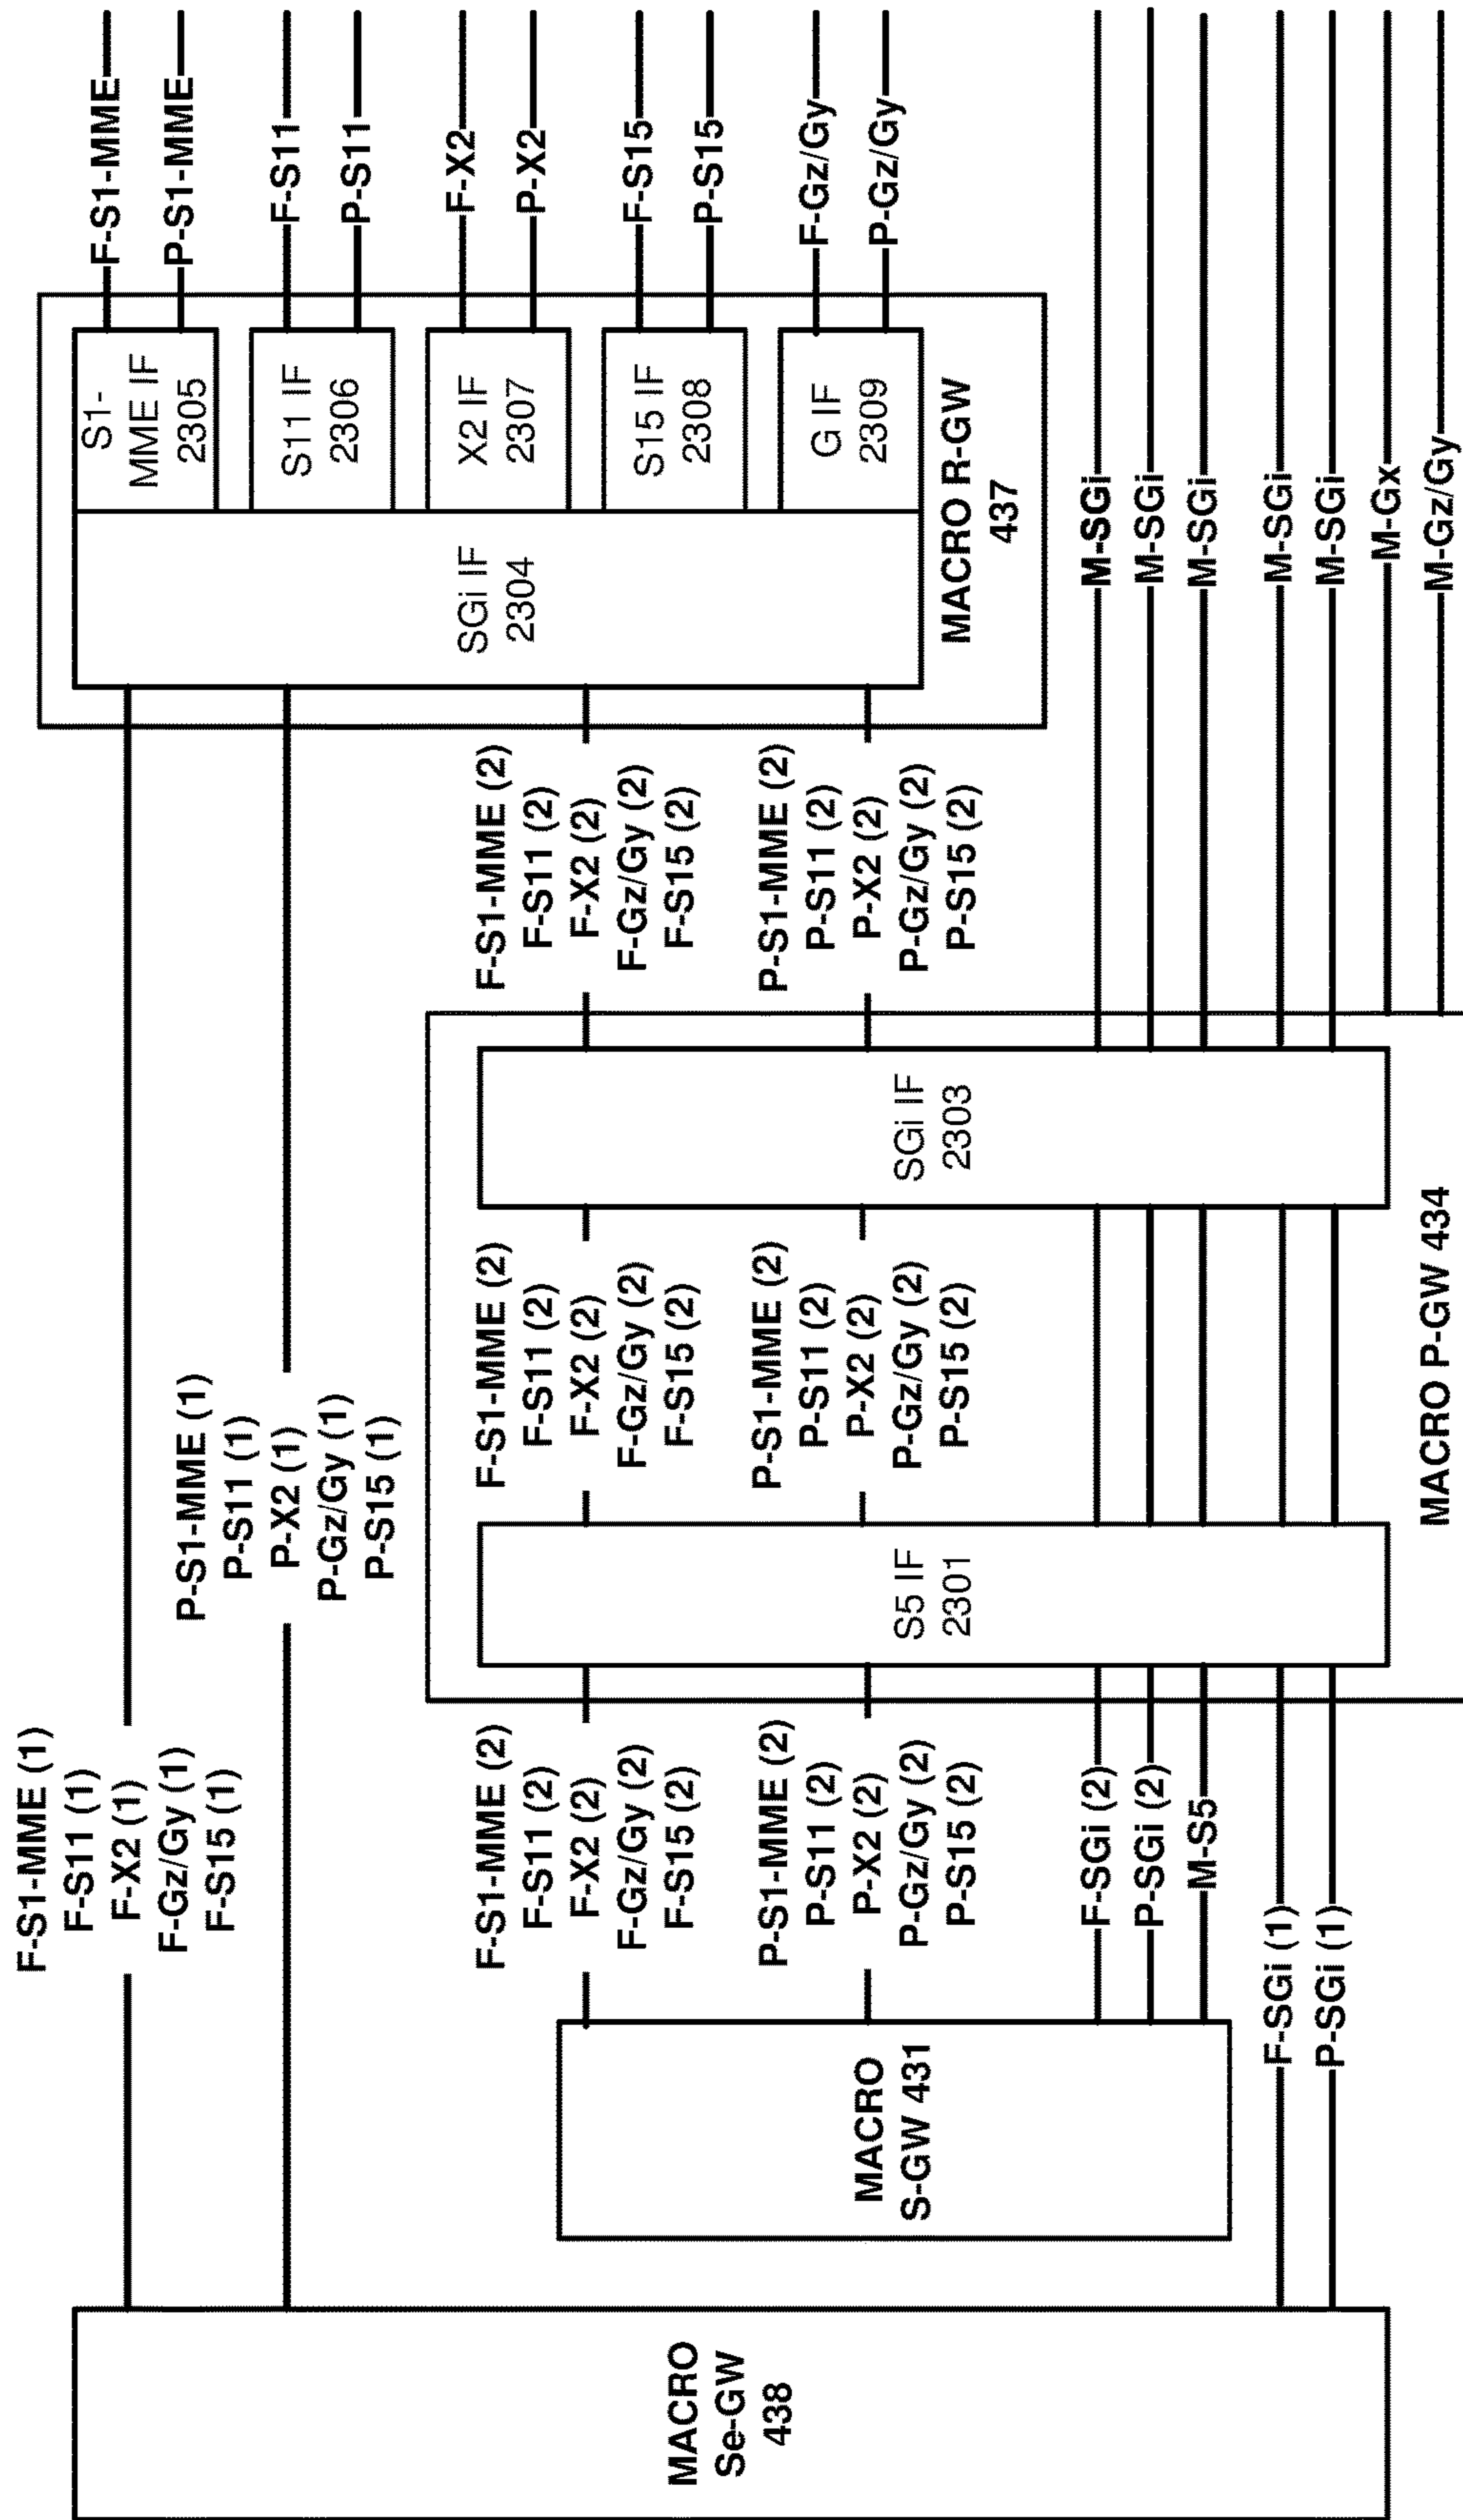 MACRO
Se-GW
438
F-S1-MME (1)
F-S11 (1)
F-X2 (1)
F-Gz/Gy (1)
F-S15 (1)
P-S1-MME (1)
P-S11 (1)
P-X2 (1)
P-Gz/Gy (1)
P-S15 (1)
MACRO
S-GW 431
F-S1-MME (2)
F-S11 (2)
F-X2 (2)
F-Gz/Gy (2)
F-S15 (2)
P-S1-MME (2)
P-S11 (2)
P-X2 (2)
P-Gz/Gy (2)
P-S15 (2)
F-SGi (2)
P-SGi (2)
M-S5
F-SGi (1)
P-SGi (1)
S5 IF
2301
F-S1-MME (2)
F-S11 (2)
F-X2 (2)
F-Gz/Gy (2)
F-S15 (2)
P-S1-MME (2)
P-S11 (2)
P-X2 (2)
P-Gz/Gy (2)
P-S15 (2)
SGi IF
2303
MACRO P-GW 434
F-S1-MME (2)
F-S11 (2)
F-X2 (2)
F-Gz/Gy (2)
F-S15 (2)
P-S1-MME (2)
P-S11 (2)
P-X2 (2)
P-Gz/Gy (2)
P-S15 (2)
SGi IF
2304
S1-
MME IF
2305
S11 IF
2306
X2 IF
2307
S15 IF
2308
G IF
2309
MACRO R-GW
437
F-S1-MME
P-S1-MME
F-S11
P-S11
F-X2
P-X2
F-S15
P-S15
F-Gz/Gy
P-Gz/Gy
M-SGi
M-SGi
M-SGi
M-SGi
M-SGi
M-Gx
M-Gz/Gy